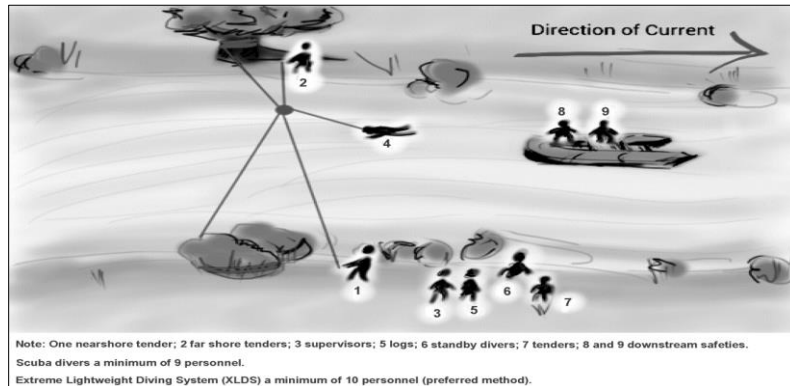 Direction of Current
2
8 9
4
1
3 5 6 7
Note: One nearshore tender; 2 far shore tenders; 3 supervisors; 5 logs; 6 standby divers; 7 tenders; 8 and 9 downstream safeties.
Scuba divers a minimum of 9 personnel.
Extreme Lightweight Diving System (XLDS) a minimum of 10 personnel (preferred method).